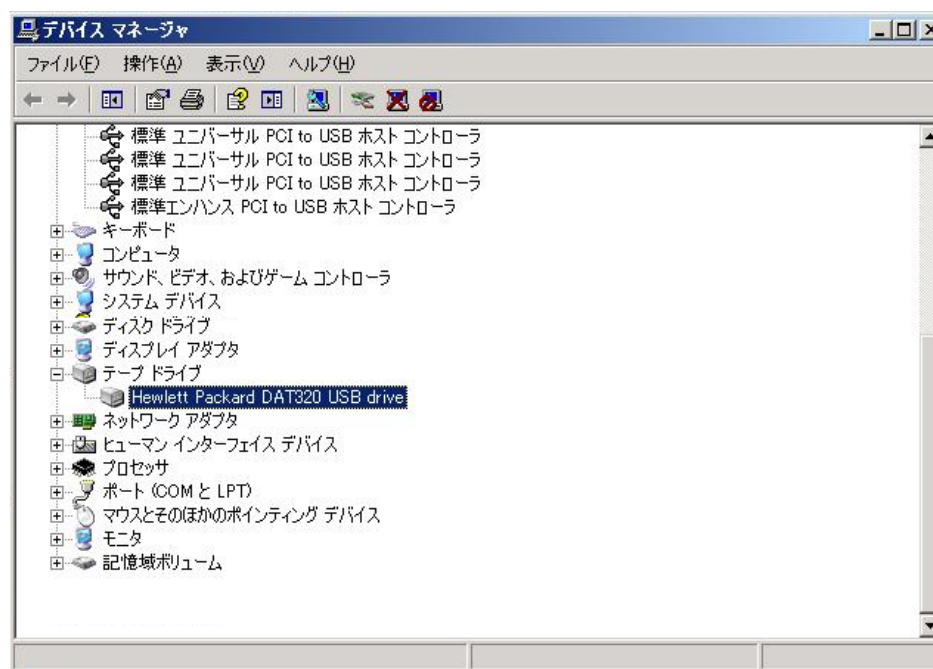 デバイス マネージャ
ファイル(F) 操作(A) 表示(V) ヘルプ(H)
標準 ユニバーサル PCI to USB ホスト コントローラ
標準 ユニバーサル PCI to USB ホスト コントローラ
標準 ユニバーサル PCI to USB ホスト コントローラ
標準エンハンス PCI to USB ホスト コントローラ
キーボード
コンピュータ
サウンド、ビデオ、およびゲーム コントローラ
システム デバイス
ディスク ドライブ
ディスプレイ アダプタ
テープ ドライブ
Hewlett Packard DAT320 USB drive
ネットワーク アダプタ
ヒューマン インターフェイス デバイス
プロセッサ
ポート (COM と LPT)
マウスとそのほかのポインティング デバイス
モニタ
記憶域ボリューム